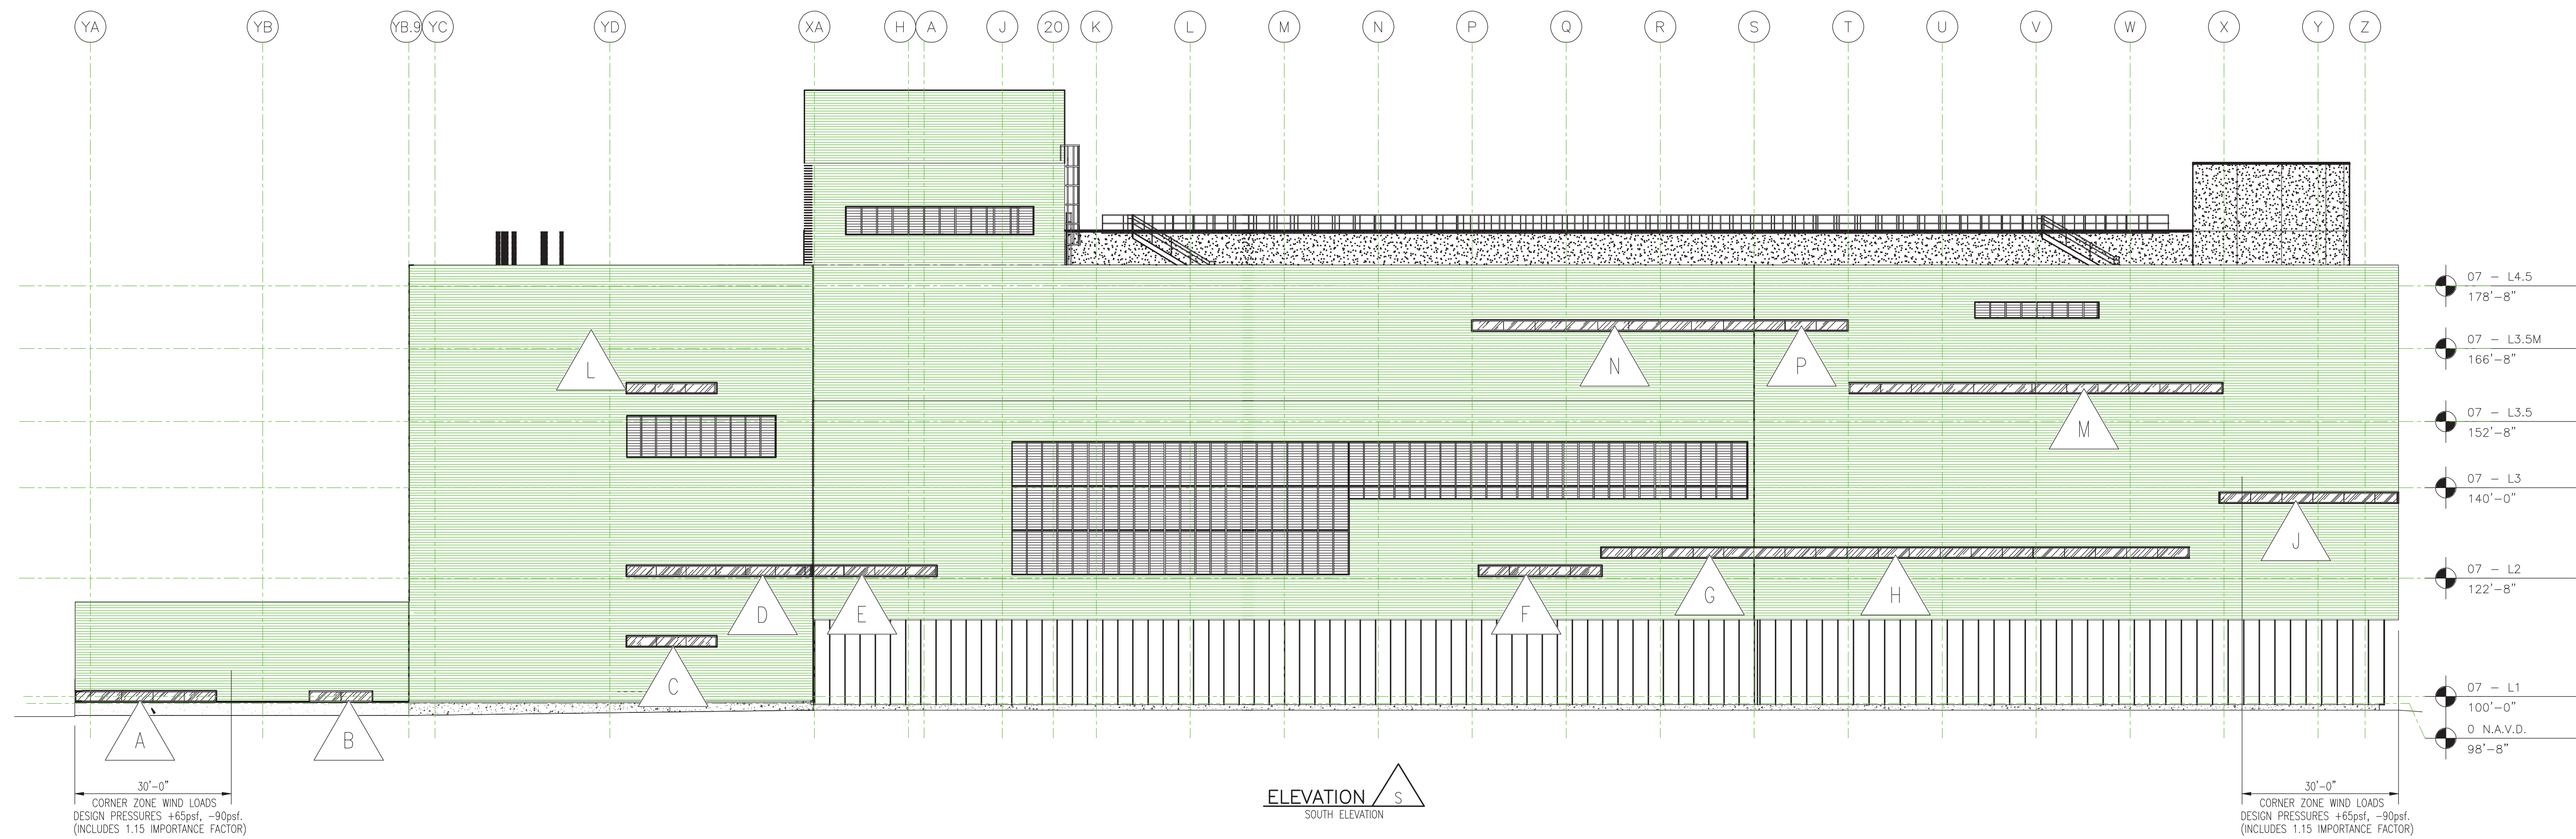 YA YB YB.9 YC YD XA H A J 20 K L M N P Q R S T U V W X Y Z
07 - L4.5
178'-8"
L
N
P
07 - L3.5M
166'-8"
M
07 - L3.5
152'-8"
07 - L3
140'-0"
J
D
E
F
G
H
07 - L2
122'-8"
C
07 - L1
100'-0"
A
B
0 N.A.V.D.
98'-8"
30'-0"
CORNER ZONE WIND LOADS
DESIGN PRESSURES +65psf, -90psf.
(INCLUDES 1.15 IMPORTANCE FACTOR)
ELEVATION S
SOUTH ELEVATION
30'-0"
CORNER ZONE WIND LOADS
DESIGN PRESSURES +65psf, -90psf.
(INCLUDES 1.15 IMPORTANCE FACTOR)